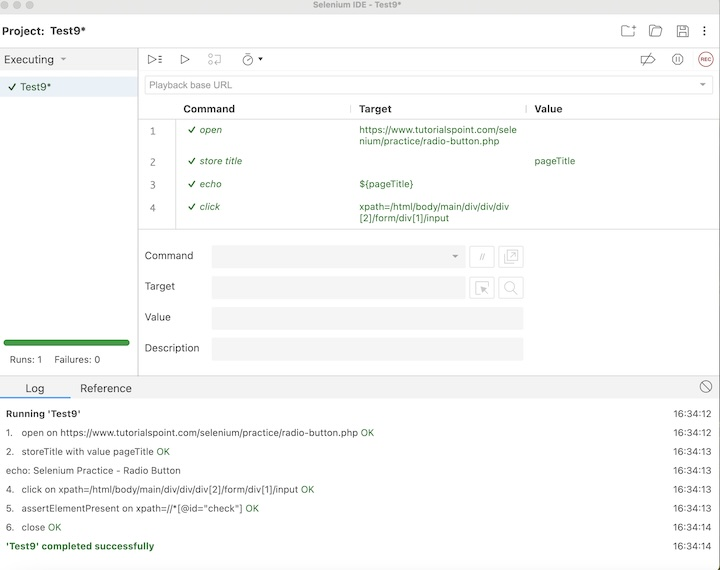 Selenium IDE - Test9*
Project: Test9*
Executing
REC
Test9*
Playback base URL
Command Target Value
1 open https://www.tutorialspoint.com/sele
nium/practice/radio-button.php
2 store title pageTitle
3 echo ${pageTitle}
4 click xpath=/html/body/main/div/div/div
[2]/form/div[1]/input
Command //
Target
Value
Description
Runs: 1 Failures: 0
Log Reference
Running 'Test9' 16:34:12
1. open on https://www.tutorialspoint.com/selenium/practice/radio-button.php OK 16:34:12
2. storeTitle with value pageTitle OK 16:34:13
echo: Selenium Practice - Radio Button 16:34:13
4. click on xpath=/html/body/main/div/div/div[2]/form/div[1]/input OK 16:34:13
5. assertElementPresent on xpath=//*[@id="check"] OK 16:34:13
6. close OK 16:34:14
'Test9' completed successfully 16:34:14